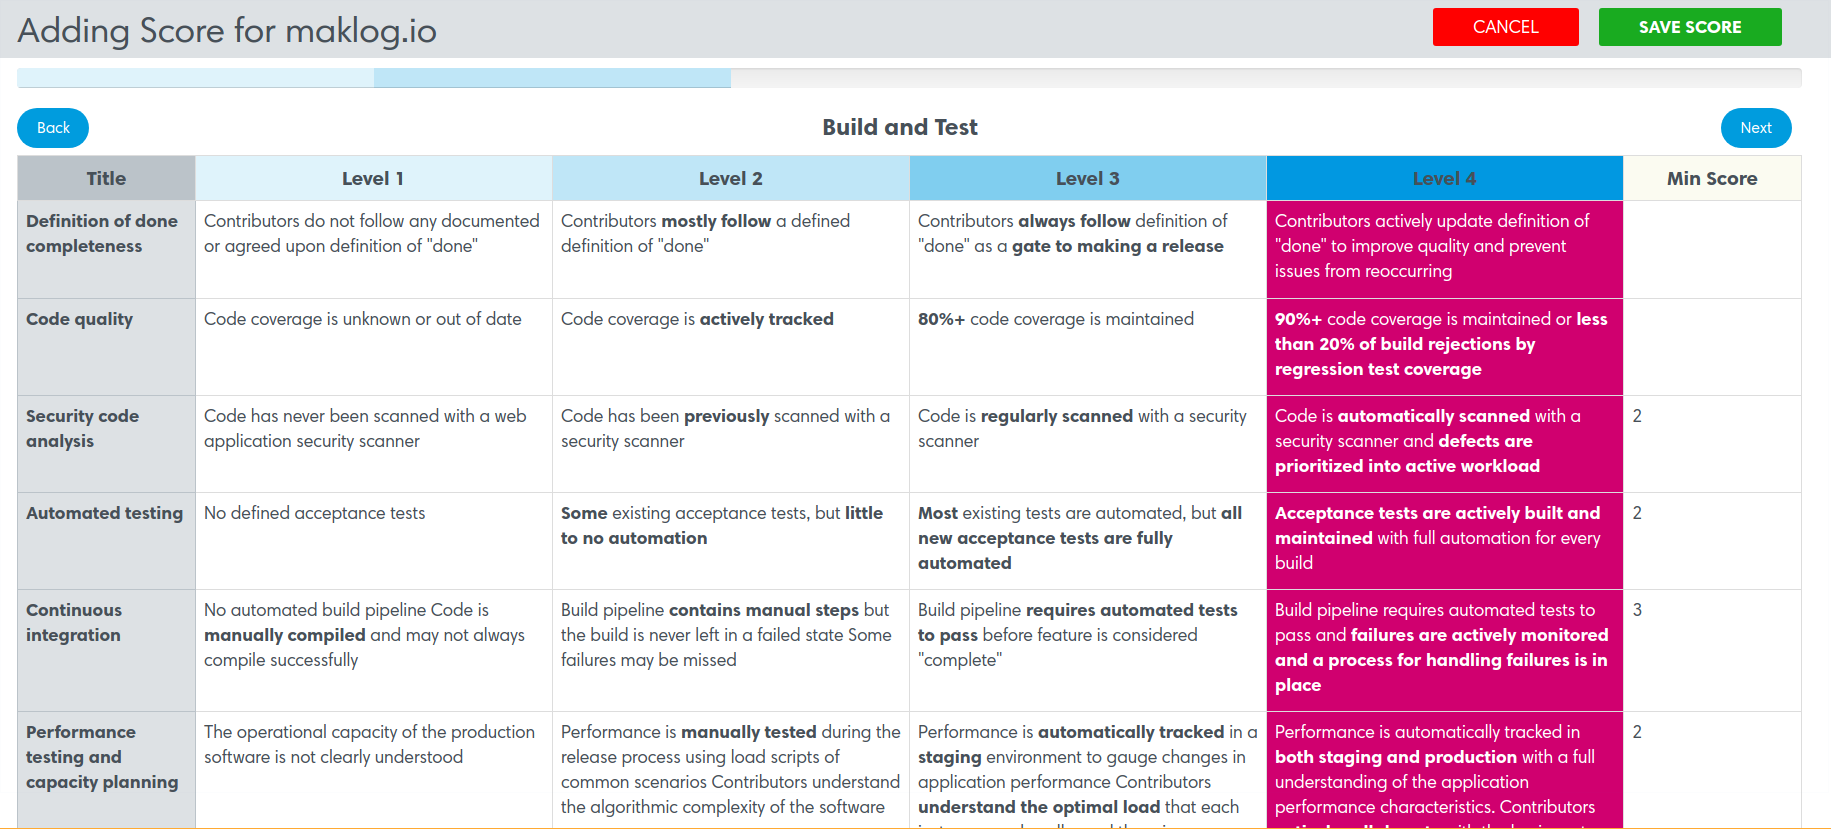 Adding Score for maklog.io
CANCEL
SAVE SCORE
Back
Build and Test
Next
Title
Level 1
Level 2
Level 3
Level 4
Min Score
Definition of done
completeness
Contributors do not follow any documented
or agreed upon definition of "done"
Contributors mostly follow a defined
definition of "done"
Contributors always follow definition of
"done" as a gate to making a release
Contributors actively update definition of
"done" to improve quality and prevent
issues from reoccurring
Code quality
Code coverage is unknown or out of date
Code coverage is actively tracked
80%+ code coverage is maintained
90%+ code coverage is maintained or less
than 20% of build rejections by
regression test coverage
Security code
analysis
Code has never been scanned with a web
application security scanner
Code has been previously scanned with a
security scanner
Code is regularly scanned with a security
scanner
Code is automatically scanned with a
security scanner and defects are
prioritized into active workload
2
Automated testing
No defined acceptance tests
Some existing acceptance tests, but little
to no automation
Most existing tests are automated, but all
new acceptance tests are fully
automated
Acceptance tests are actively built and
maintained with full automation for every
build
2
Continuous
integration
No automated build pipeline Code is
manually compiled and may not always
compile successfully
Build pipeline contains manual steps but
the build is never left in a failed state Some
failures may be missed
Build pipeline requires automated tests
to pass before feature is considered
"complete"
Build pipeline requires automated tests to
pass and failures are actively monitored
and a process for handling failures is in
place
3
Performance
testing and
capacity planning
The operational capacity of the production
software is not clearly understood
Performance is manually tested during the
release process using load scripts of
common scenarios Contributors understand
the algorithmic complexity of the software
Performance is automatically tracked in a
staging environment to gauge changes in
application performance Contributors
understand the optimal load that each
Performance is automatically tracked in
both staging and production with a full
understanding of the application
performance characteristics. Contributors
2